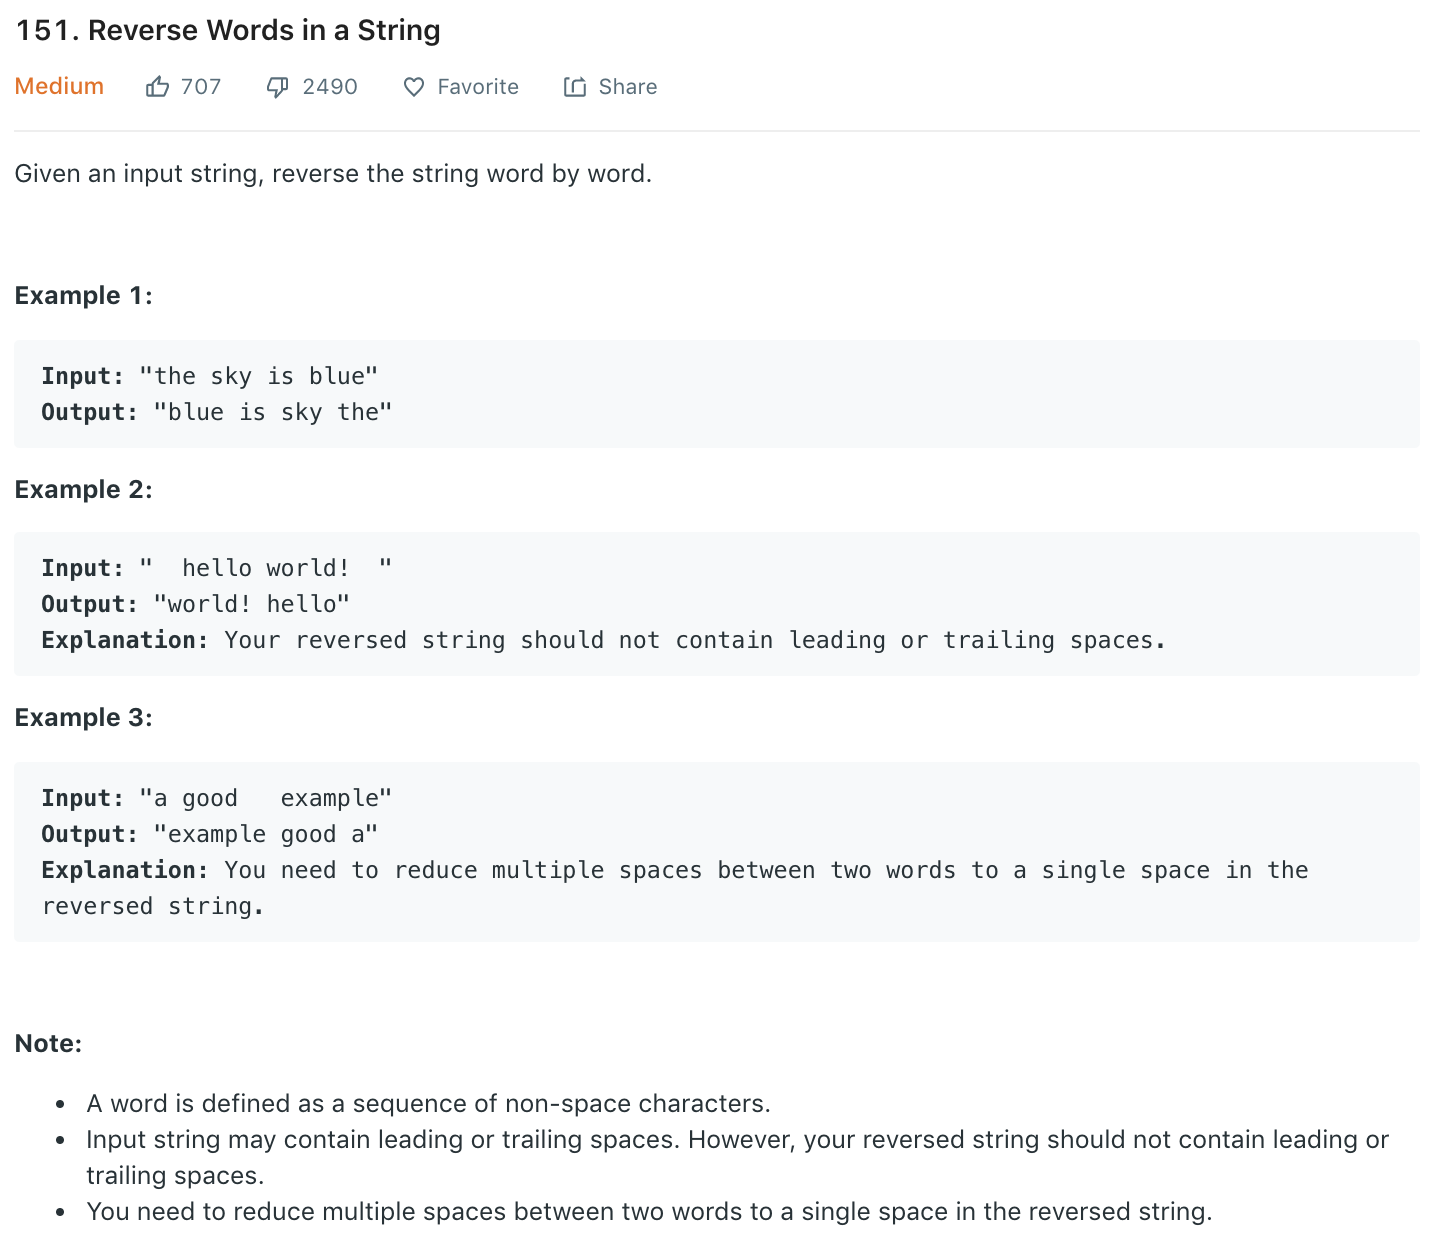 151. Reverse Words in a String
Medium 707 2490 Favorite Share
Given an input string, reverse the string word by word.
Example 1:
Input: "the sky is blue"
Output: "blue is sky the"
Example 2:
Input: "  hello world!  "
Output: "world! hello"
Explanation: Your reversed string should not contain leading or trailing spaces.
Example 3:
Input: "a good   example"
Output: "example good a"
Explanation: You need to reduce multiple spaces between two words to a single space in the
reversed string.
Note:
• A word is defined as a sequence of non-space characters.
• Input string may contain leading or trailing spaces. However, your reversed string should not contain leading or
trailing spaces.
• You need to reduce multiple spaces between two words to a single space in the reversed string.